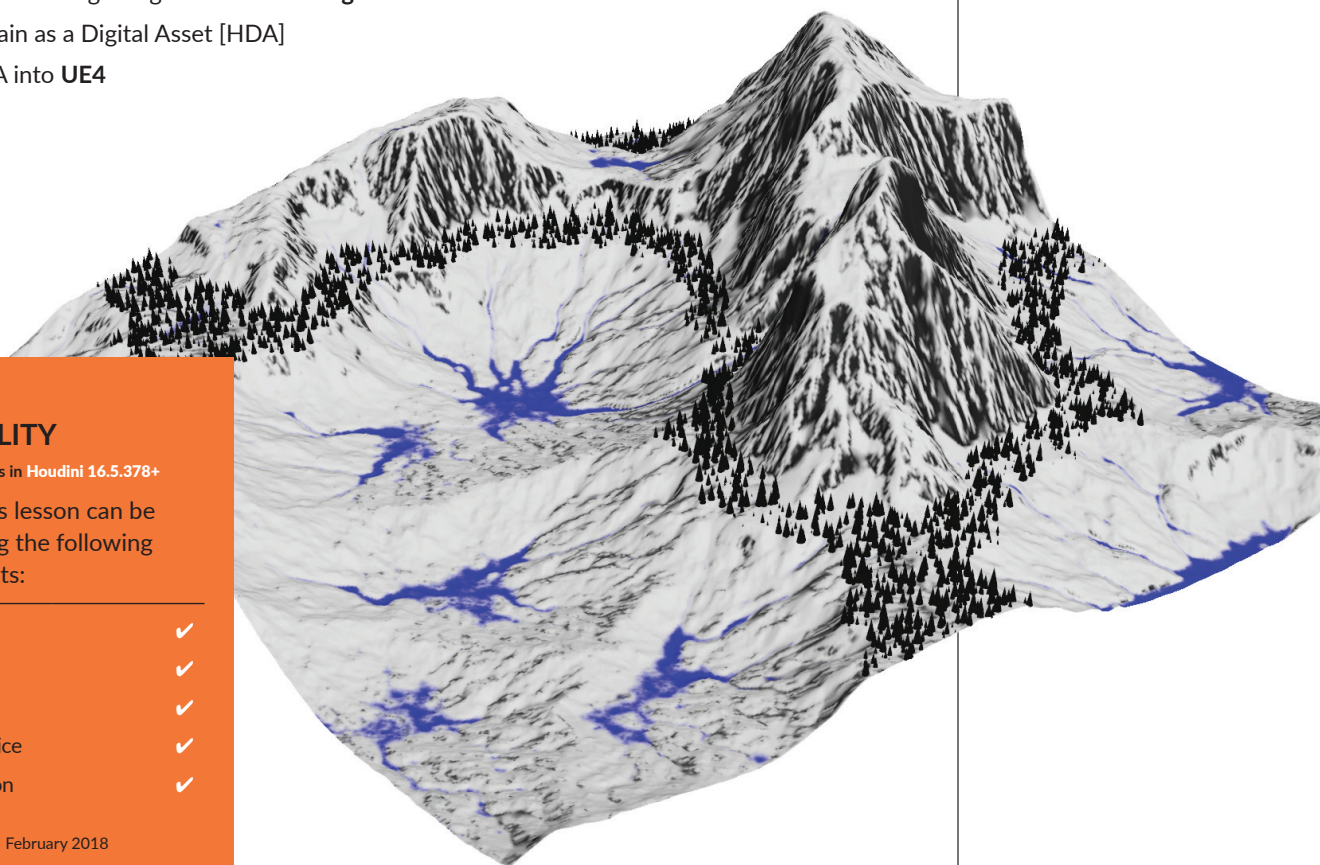 ain as a Digital Asset [HDA]
A into UE4
LITY
s in Houdini 16.5.378+
s lesson can be
g the following
ts:
✔
✔
✔
ice ✔
on ✔
February 2018